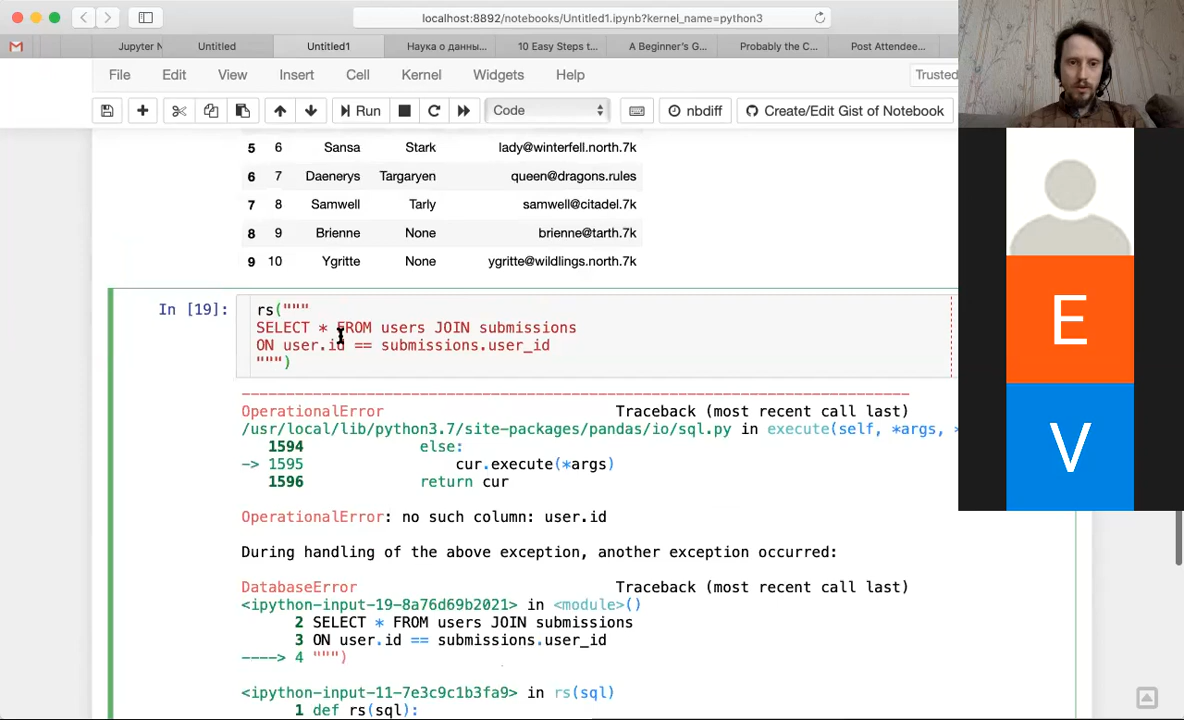 localhost:8892/notebooks/Untitled1.ipynb?kernel_name=python3
Jupyter N
Untitled
Untitled1
Наука о данны...
10 Easy Steps t...
A Beginner's G...
Probably the C...
Post Attendee...
File Edit View Insert Cell Kernel Widgets Help
Trusted
Run
Code
nbdiff
Create/Edit Gist of Notebook
5 6 Sansa Stark lady@winterfell.north.7k
6 7 Daenerys Targaryen queen@dragons.rules
7 8 Samwell Tarly samwell@citadel.7k
8 9 Brienne None brienne@tarth.7k
9 10 Ygritte None ygritte@wildlings.north.7k
In [19]: rs("""
SELECT * FROM users JOIN submissions
ON user.id == submissions.user_id
""")
---------------------------------------------------------------------------
OperationalError Traceback (most recent call last)
/usr/local/lib/python3.7/site-packages/pandas/io/sql.py in execute(self, *args, *
1594 else:
-> 1595 cur.execute(*args)
1596 return cur
OperationalError: no such column: user.id
During handling of the above exception, another exception occurred:
DatabaseError Traceback (most recent call last)
<ipython-input-19-8a76d69b2021> in <module>()
2 SELECT * FROM users JOIN submissions
3 ON user.id == submissions.user_id
----> 4 """)
<ipython-input-11-7e3c9c1b3fa9> in rs(sql)
1 def rs(sql):
E
V